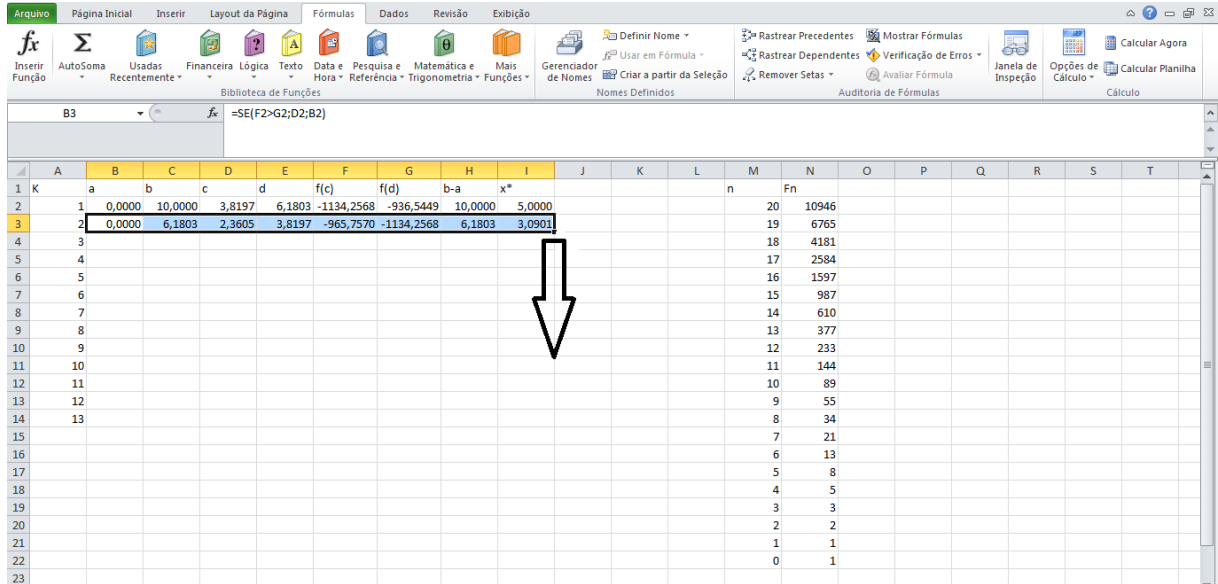 Arquivo Página Inicial Inserir Layout da Página Fórmulas Dados Revisão Exibição
fx Σ ? A θ
Inserir Função
AutoSoma
Usadas Recentemente
Financeira
Lógica
Texto
Data e Hora
Pesquisa e Referência
Matemática e Trigonometria
Mais Funções
Biblioteca de Funções
Gerenciador de Nomes
Definir Nome
Usar em Fórmula
Criar a partir da Seleção
Nomes Definidos
Rastrear Precedentes
Rastrear Dependentes
Remover Setas
Mostrar Fórmulas
Verificação de Erros
Avaliar Fórmula
Auditoria de Fórmulas
Janela de Inspeção
Opções de Cálculo
Calcular Agora
Calcular Planilha
Cálculo
B3 fx =SE(F2>G2;D2;B2)
A B C D E F G H I J K L M N O P Q R S T
1 K a b c d f(c) f(d) b-a x* n Fn
2 1 0,0000 10,0000 3,8197 6,1803 -1134,2568 -936,5449 10,0000 5,0000 20 10946
3 2 0,0000 6,1803 2,3605 3,8197 -965,7570 -1134,2568 6,1803 3,0901 19 6765
4 3 18 4181
5 4 17 2584
6 5 16 1597
7 6 15 987
8 7 14 610
9 8 13 377
10 9 12 233
11 10 11 144
12 11 10 89
13 12 9 55
14 13 8 34
15 7 21
16 6 13
17 5 8
18 4 5
19 3 3
20 2 2
21 1 1
22 0 1
23